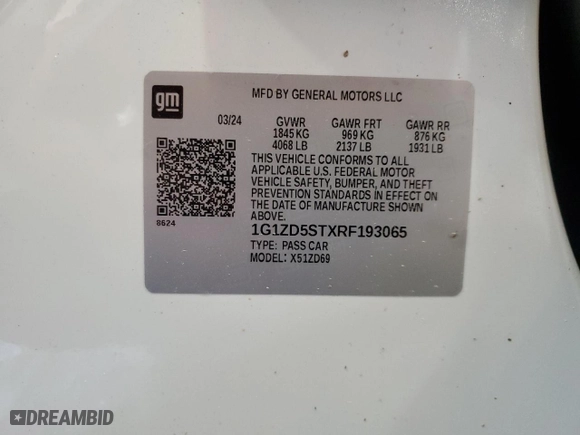 gm
MFD BY GENERAL MOTORS LLC
03/24 GVWR GAWR FRT GAWR RR
1845 KG 969 KG 876 KG
4068 LB 2137 LB 1931 LB
THIS VEHICLE CONFORMS TO ALL
APPLICABLE U.S. FEDERAL MOTOR
VEHICLE SAFETY, BUMPER, AND THEFT
PREVENTION STANDARDS IN EFFECT ON
THE DATE OF MANUFACTURE SHOWN
ABOVE.
8624
1G1ZD5STXRF193065
TYPE: PASS CAR
MODEL: X51ZD69
DREAMBID